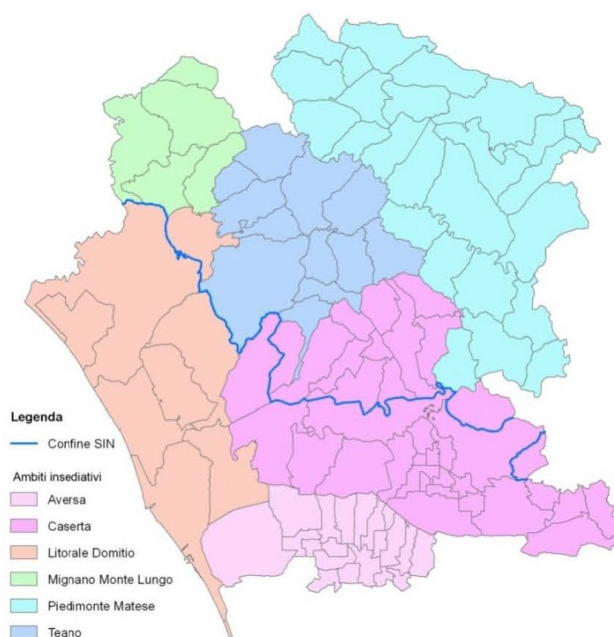 Legenda
Confine SIN
Ambiti insediativi
Aversa
Caserta
Litorale Domitio
Mignano Monte Lungo
Piedimonte Matese
Teano